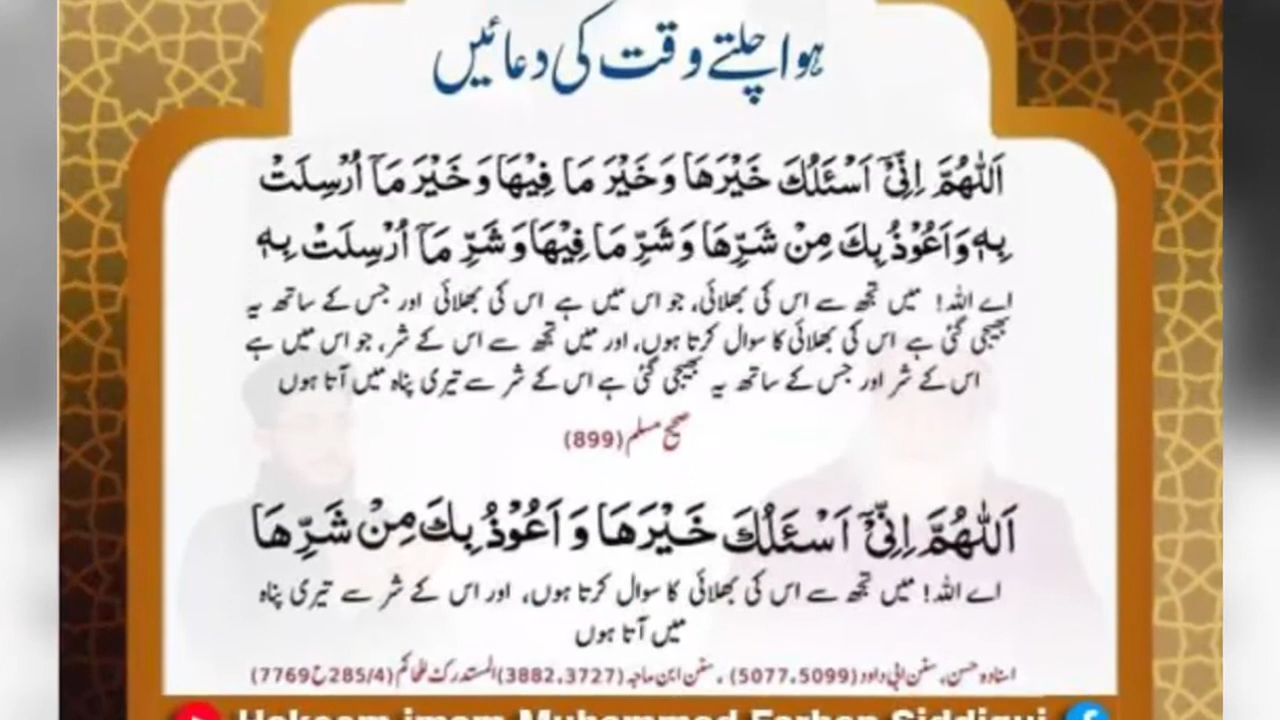 ہوا چلتے وقت کی دعائیں
اَللّٰهُمَّ اِنِّیْٓ اَسْئَلُكَ خَيْرَهَا وَخَيْرَ مَا فِيْهَا وَ خَيْرَ مَآ اُرْسِلَتْ
بِهٖ وَاَعُوْذُ بِكَ مِنْ شَرِّهَا وَ شَرِّ مَا فِيْهَا وَ شَرِّ مَآ اُرْسِلَتْ بِهٖ
اے اللہ! میں تجھ سے اس کی بھلائی، جو اس میں ہے اس کی بھلائی اور جس کے ساتھ یہ
بھیجی گئی ہے اس کی بھلائی کا سوال کرتا ہوں، اور میں تجھ سے اس کے شر، جو اس میں ہے
اس کے شر اور جس کے ساتھ یہ بھیجی گئی ہے اس کے شر سے تیری پناہ میں آتا ہوں
صحیح مسلم (899)
اَللّٰهُمَّ اِنِّیْٓ اَسْئَلُكَ خَيْرَهَا وَ اَعُوْذُ بِكَ مِنْ شَرِّهَا
اے اللہ! میں تجھ سے اس کی بھلائی کا سوال کرتا ہوں، اور اس کے شر سے تیری پناہ
میں آتا ہوں
اسنادہ حسن، سنن ابی داود (5077،5099)، سنن ابن ماجہ (3882،3727) المستدرک للحاکم (285/4 ح 7769)
Hakeem imam Muhammad Farhan Siddiqui